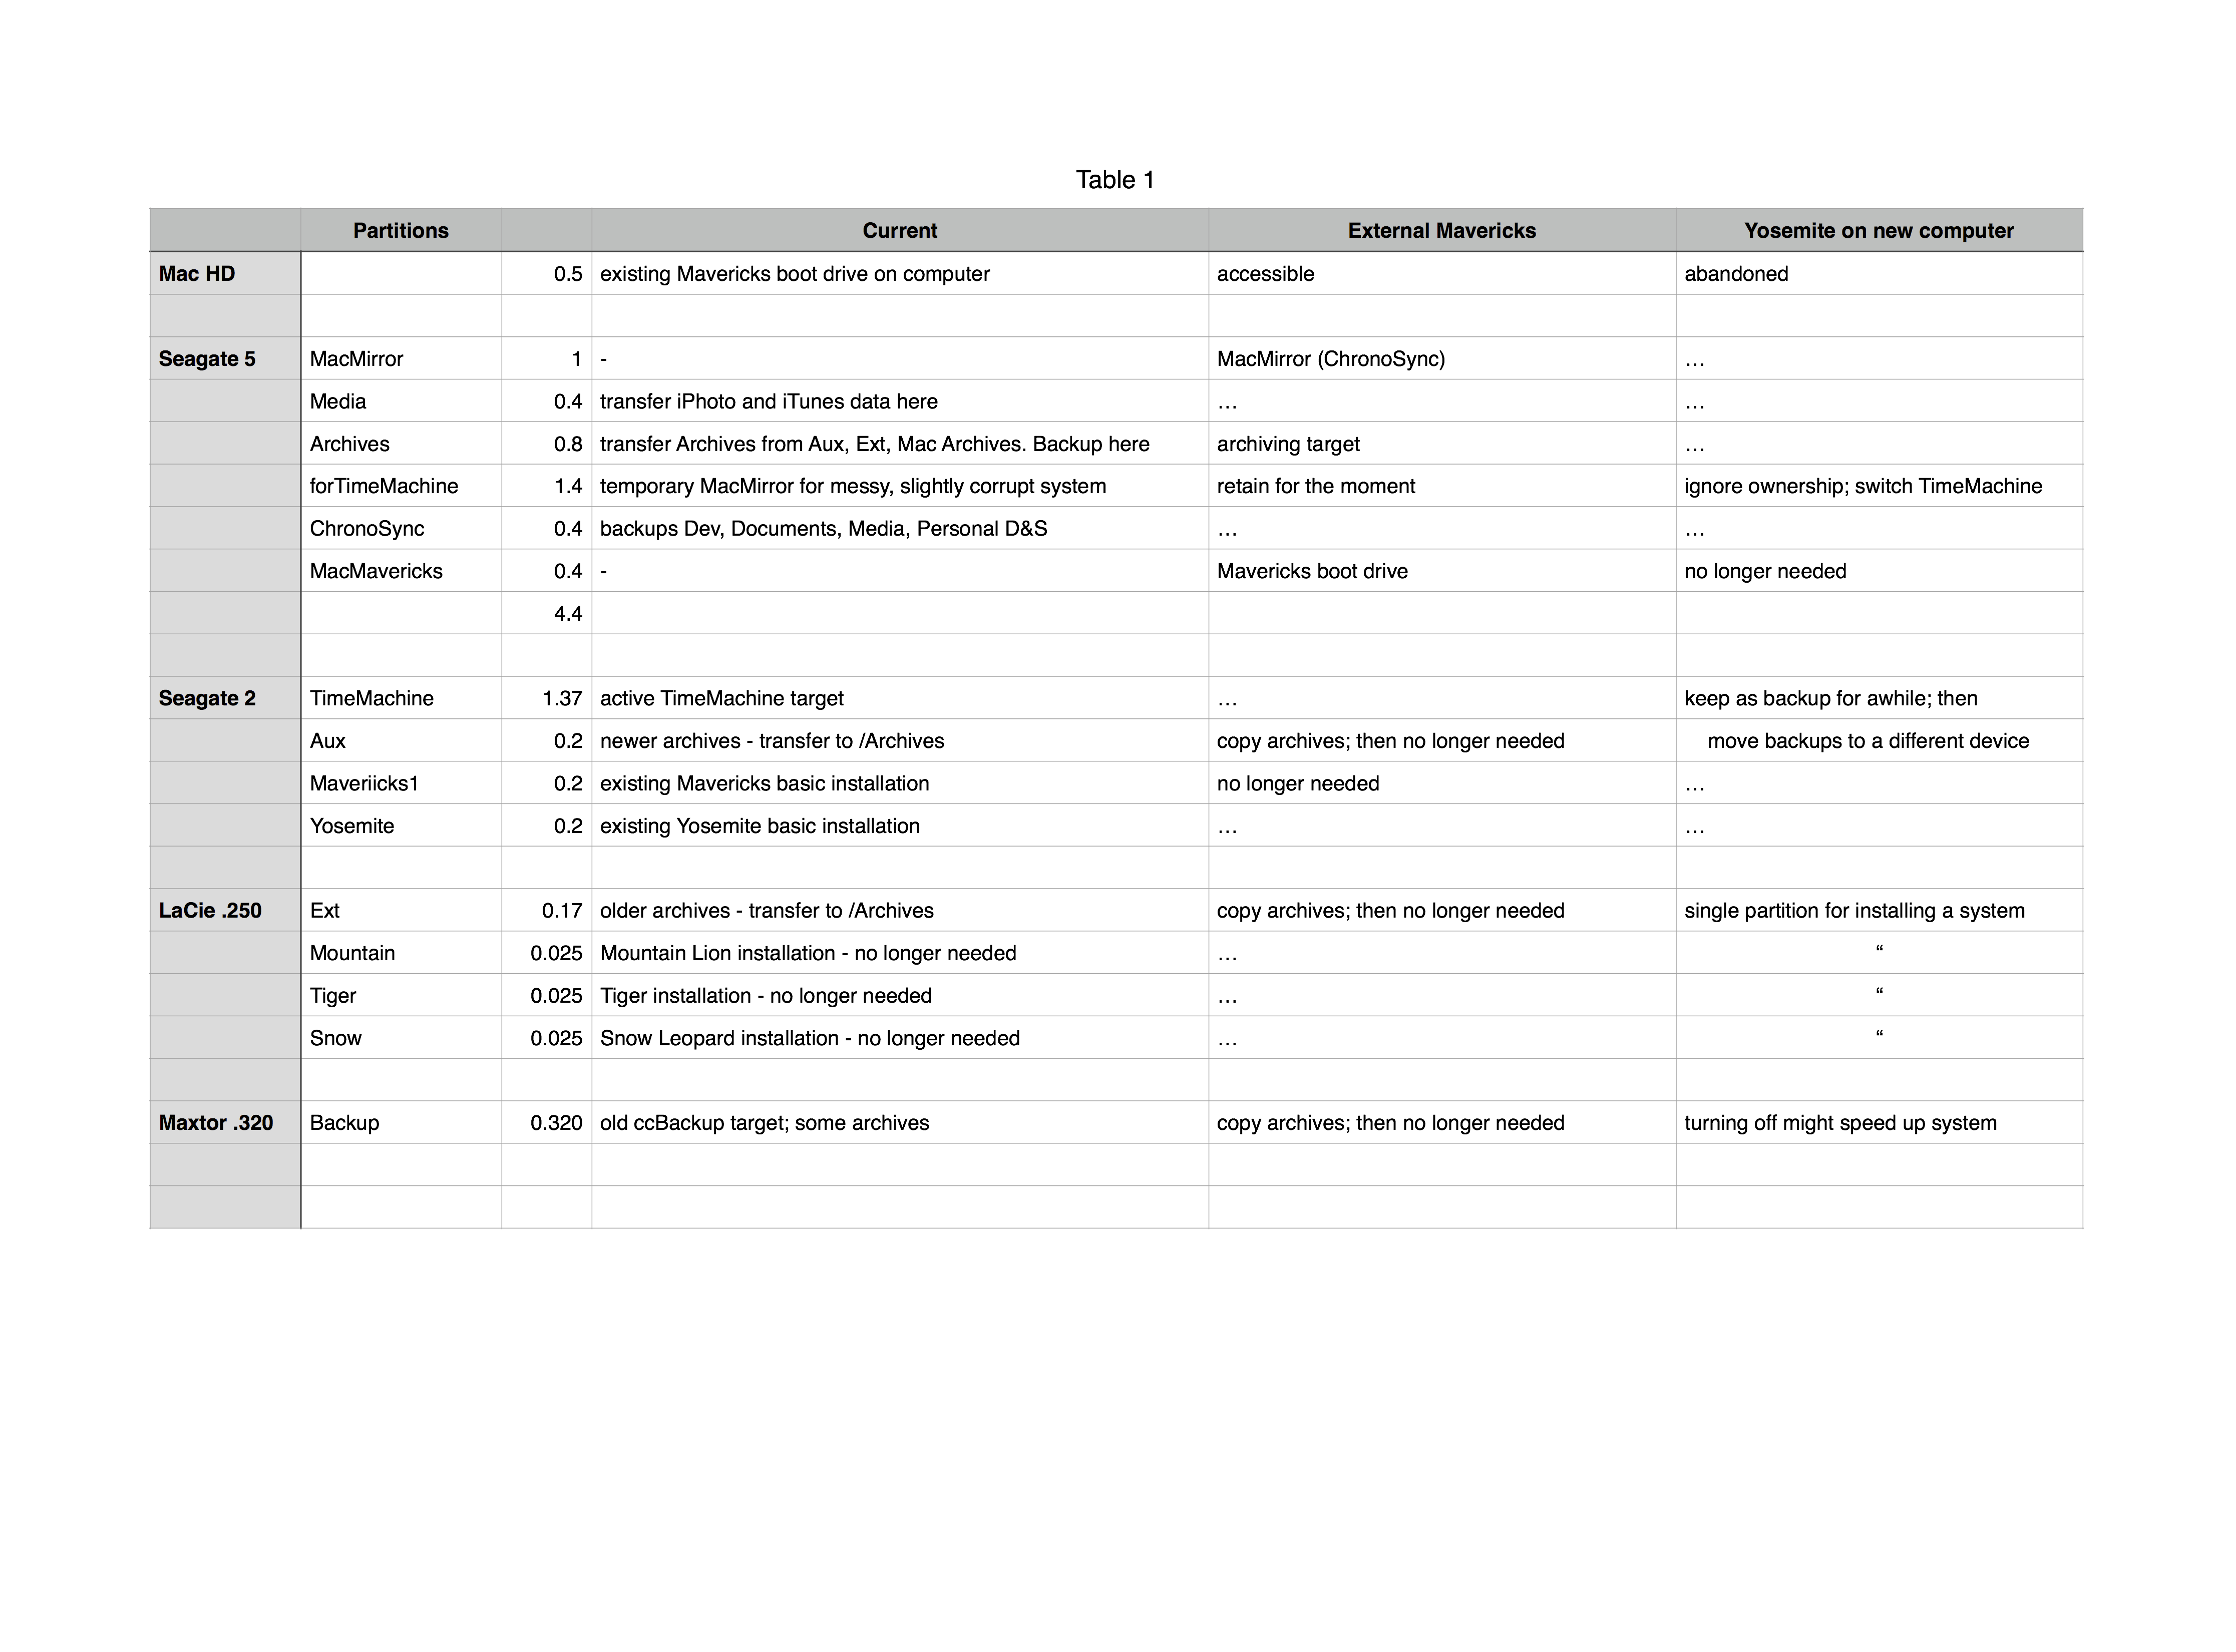 Table 1
Partitions Current External Mavericks Yosemite on new computer
Mac HD 0.5 existing Mavericks boot drive on computer accessible abandoned
Seagate 5 MacMirror 1 - MacMirror (ChronoSync) …
Media 0.4 transfer iPhoto and iTunes data here … …
Archives 0.8 transfer Archives from Aux, Ext, Mac Archives. Backup here archiving target …
forTimeMachine 1.4 temporary MacMirror for messy, slightly corrupt system retain for the moment ignore ownership; switch TimeMachine
ChronoSync 0.4 backups Dev, Documents, Media, Personal D&S … …
MacMavericks 0.4 - Mavericks boot drive no longer needed
4.4
Seagate 2 TimeMachine 1.37 active TimeMachine target … keep as backup for awhile; then
Aux 0.2 newer archives - transfer to /Archives copy archives; then no longer needed move backups to a different device
Maveriicks1 0.2 existing Mavericks basic installation no longer needed …
Yosemite 0.2 existing Yosemite basic installation … …
LaCie .250 Ext 0.17 older archives - transfer to /Archives copy archives; then no longer needed single partition for installing a system
Mountain 0.025 Mountain Lion installation - no longer needed … “
Tiger 0.025 Tiger installation - no longer needed … “
Snow 0.025 Snow Leopard installation - no longer needed … “
Maxtor .320 Backup 0.320 old ccBackup target; some archives copy archives; then no longer needed turning off might speed up system